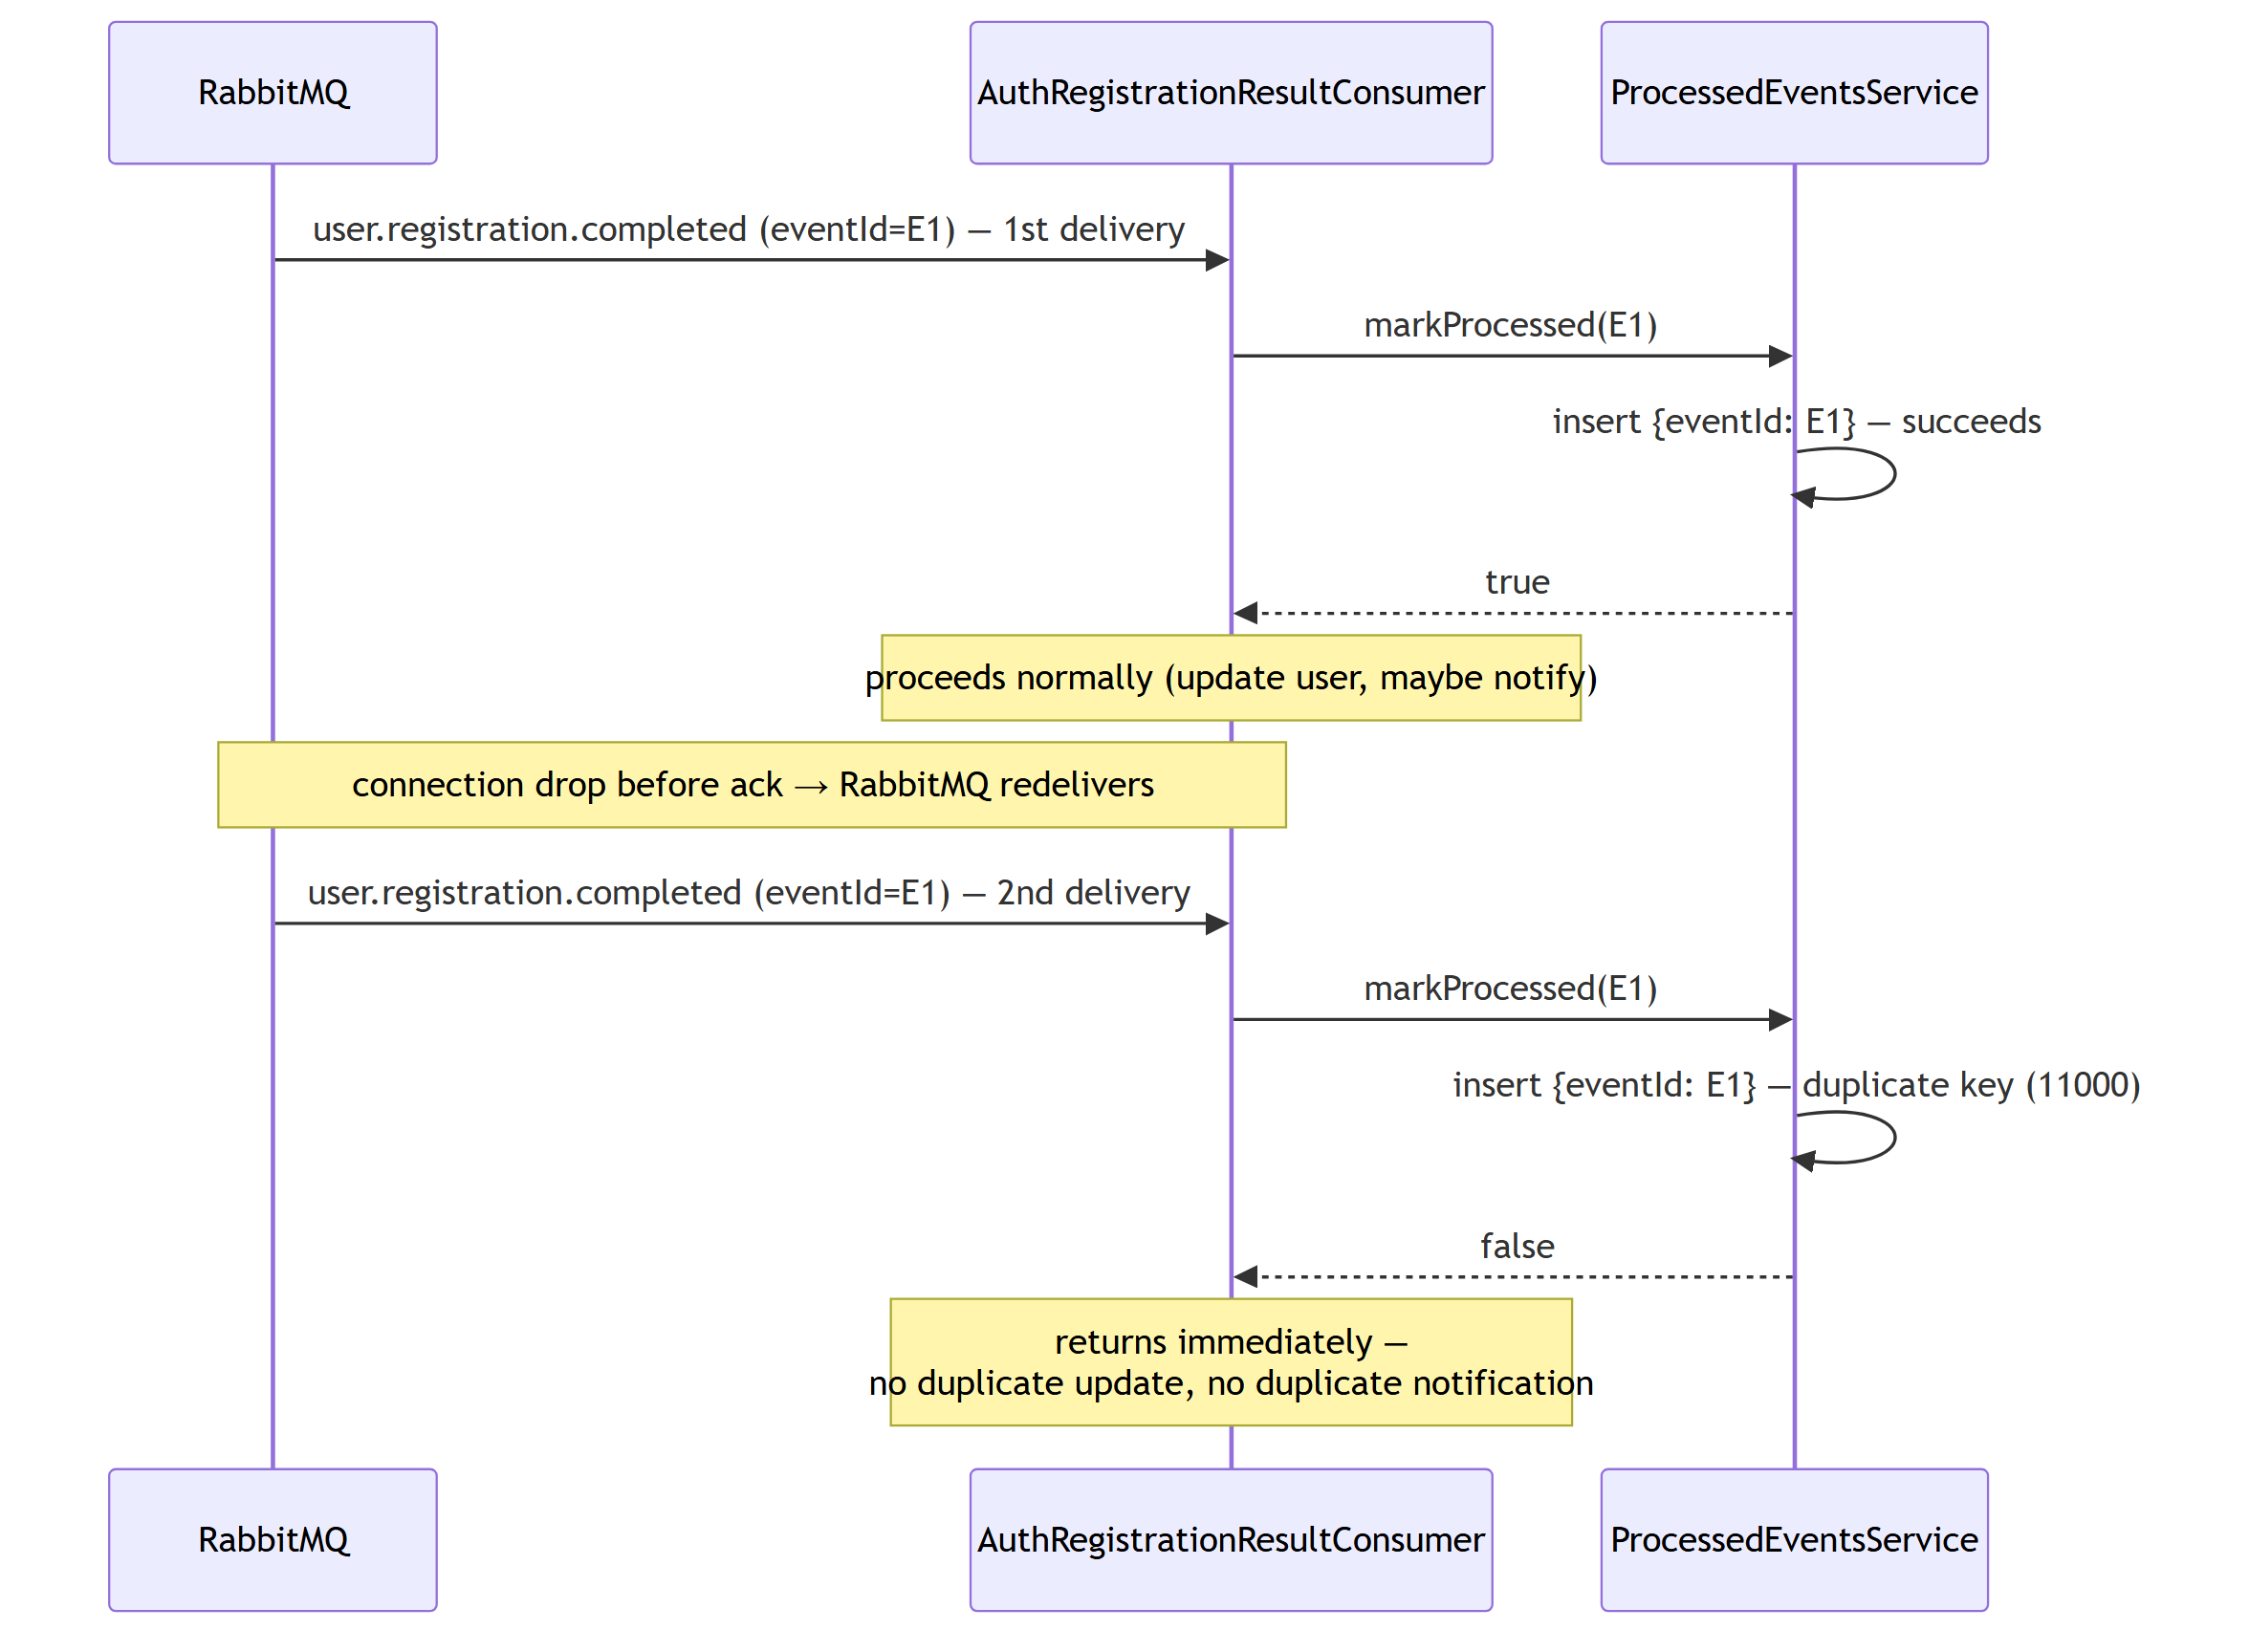 RabbitMQ
AuthRegistrationResultConsumer
ProcessedEventsService
user.registration.completed (eventId=E1) — 1st delivery
markProcessed(E1)
insert {eventId: E1} — succeeds
true
proceeds normally (update user, maybe notify)
connection drop before ack → RabbitMQ redelivers
user.registration.completed (eventId=E1) — 2nd delivery
markProcessed(E1)
insert {eventId: E1} — duplicate key (11000)
false
returns immediately —
no duplicate update, no duplicate notification
RabbitMQ
AuthRegistrationResultConsumer
ProcessedEventsService